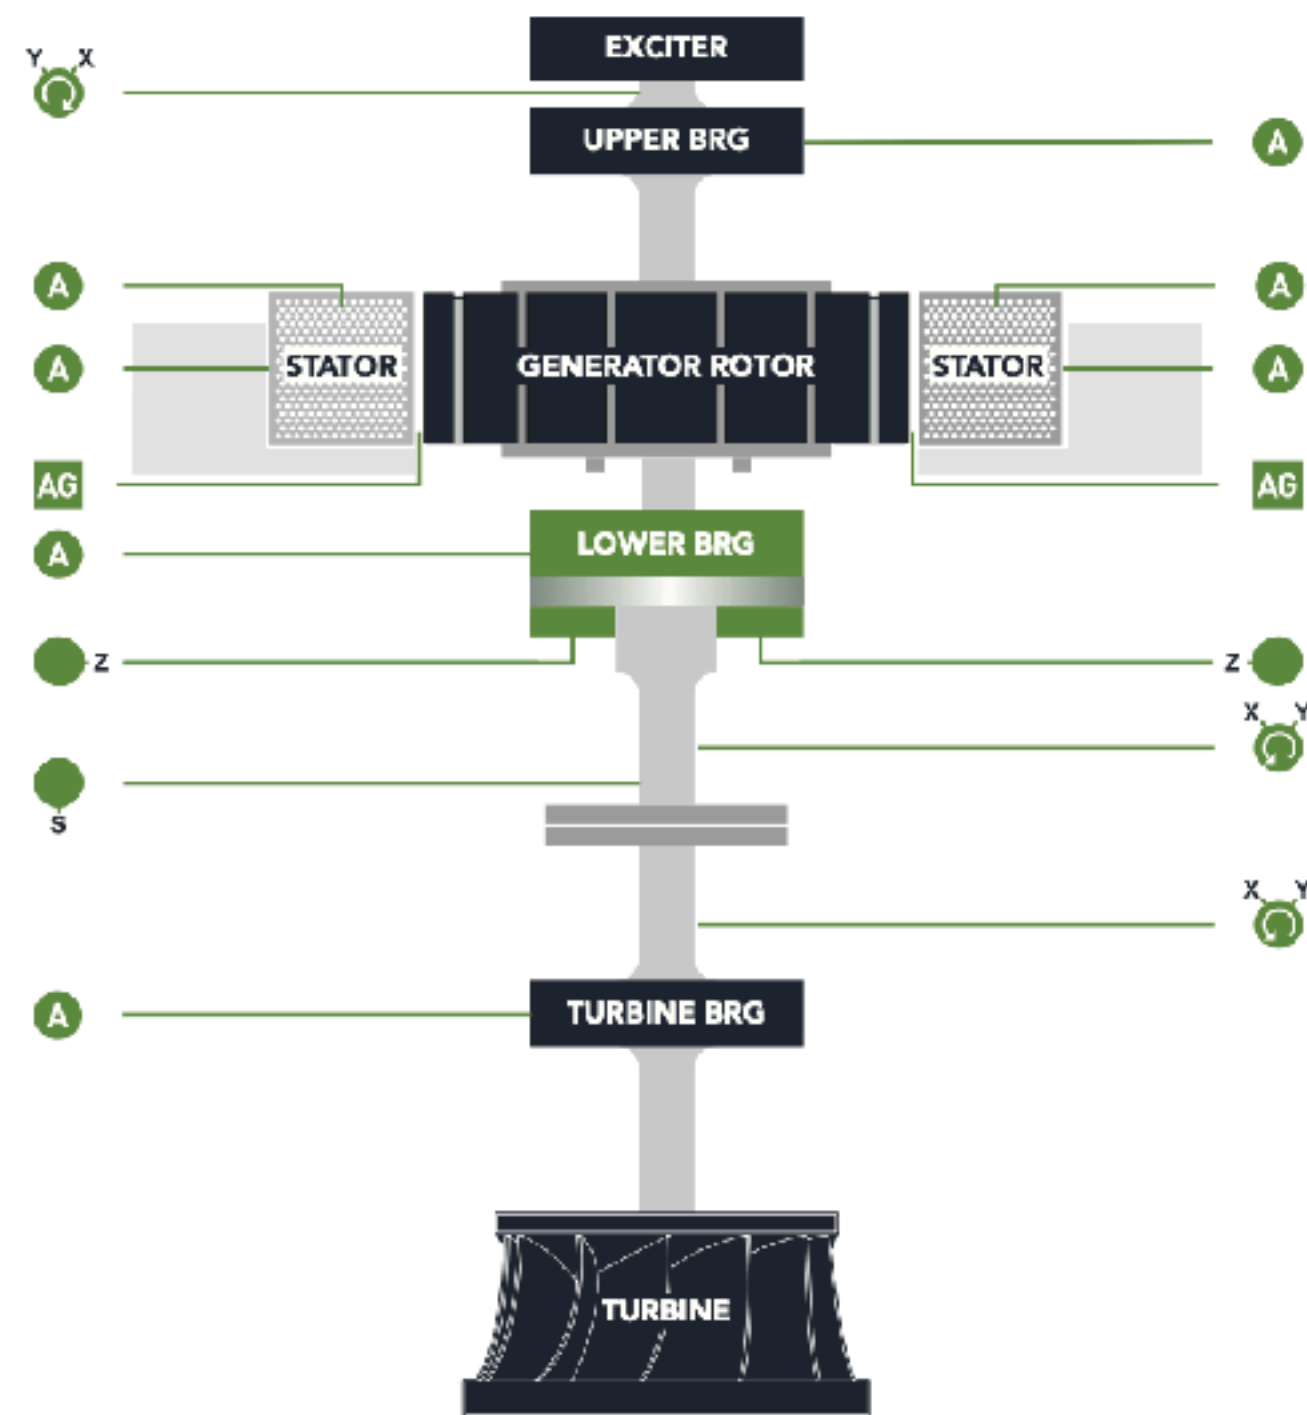 EXCITER
Y X
UPPER BRG
A
A
A
STATOR
GENERATOR ROTOR
STATOR
A
A
AG
AG
LOWER BRG
A
Z
Z
X Y
S
X Y
TURBINE BRG
A
TURBINE